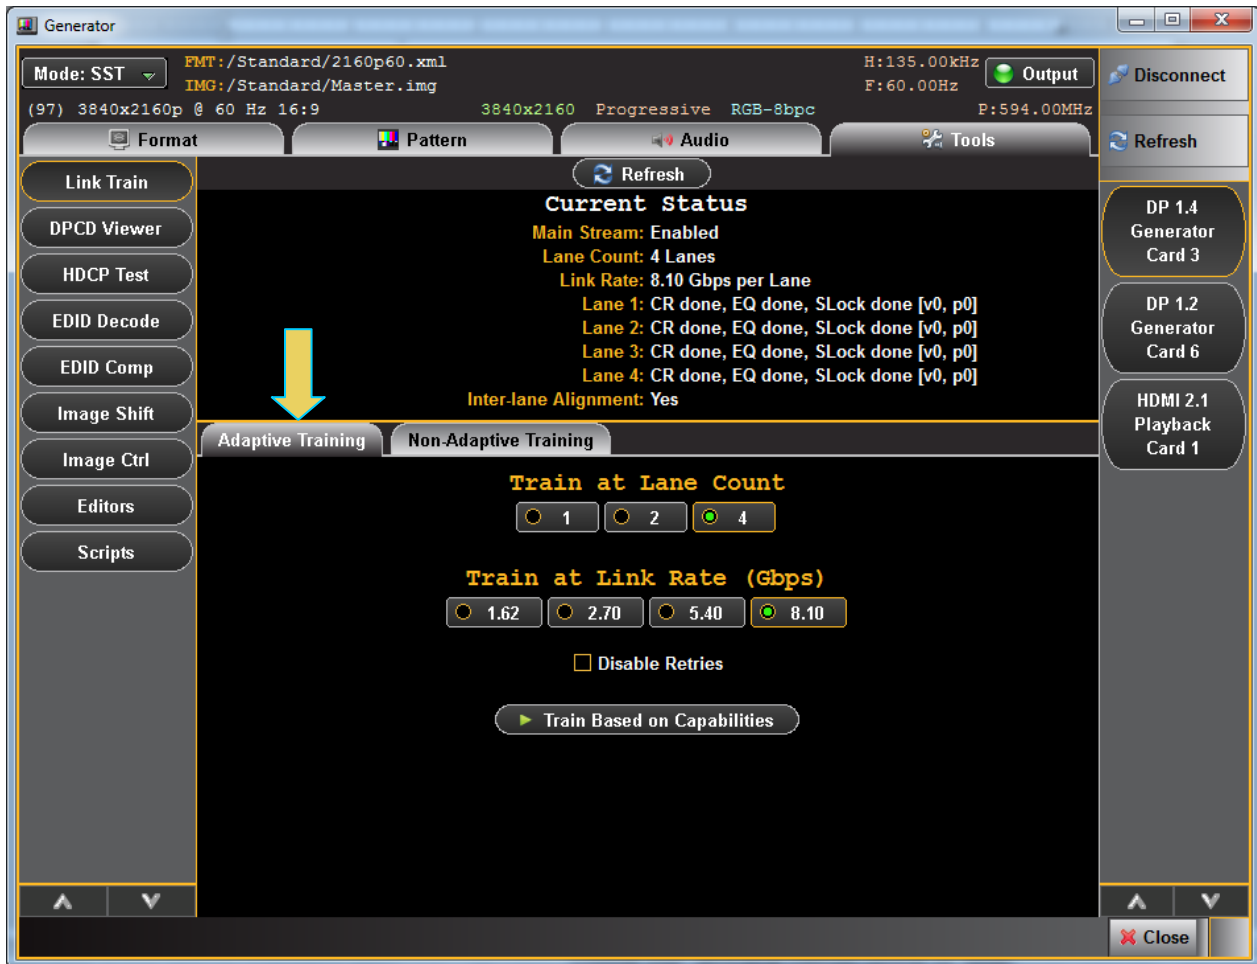 Generator
Mode: SST
FMT:/Standard/2160p60.xml
IMG:/Standard/Master.img
H:135.00kHz
F:60.00Hz
Output
(97) 3840x2160p @ 60 Hz 16:9
3840x2160 Progressive RGB-8bpc
P:594.00MHz
Format
Pattern
Audio
Tools
Disconnect
Refresh
Link Train
DPCD Viewer
HDCP Test
EDID Decode
EDID Comp
Image Shift
Image Ctrl
Editors
Scripts
Refresh
Current Status
Main Stream: Enabled
Lane Count: 4 Lanes
Link Rate: 8.10 Gbps per Lane
Lane 1: CR done, EQ done, SLock done [v0, p0]
Lane 2: CR done, EQ done, SLock done [v0, p0]
Lane 3: CR done, EQ done, SLock done [v0, p0]
Lane 4: CR done, EQ done, SLock done [v0, p0]
Inter-lane Alignment: Yes
Adaptive Training
Non-Adaptive Training
Train at Lane Count
1
2
4
Train at Link Rate (Gbps)
1.62
2.70
5.40
8.10
Disable Retries
Train Based on Capabilities
DP 1.4
Generator
Card 3
DP 1.2
Generator
Card 6
HDMI 2.1
Playback
Card 1
Close